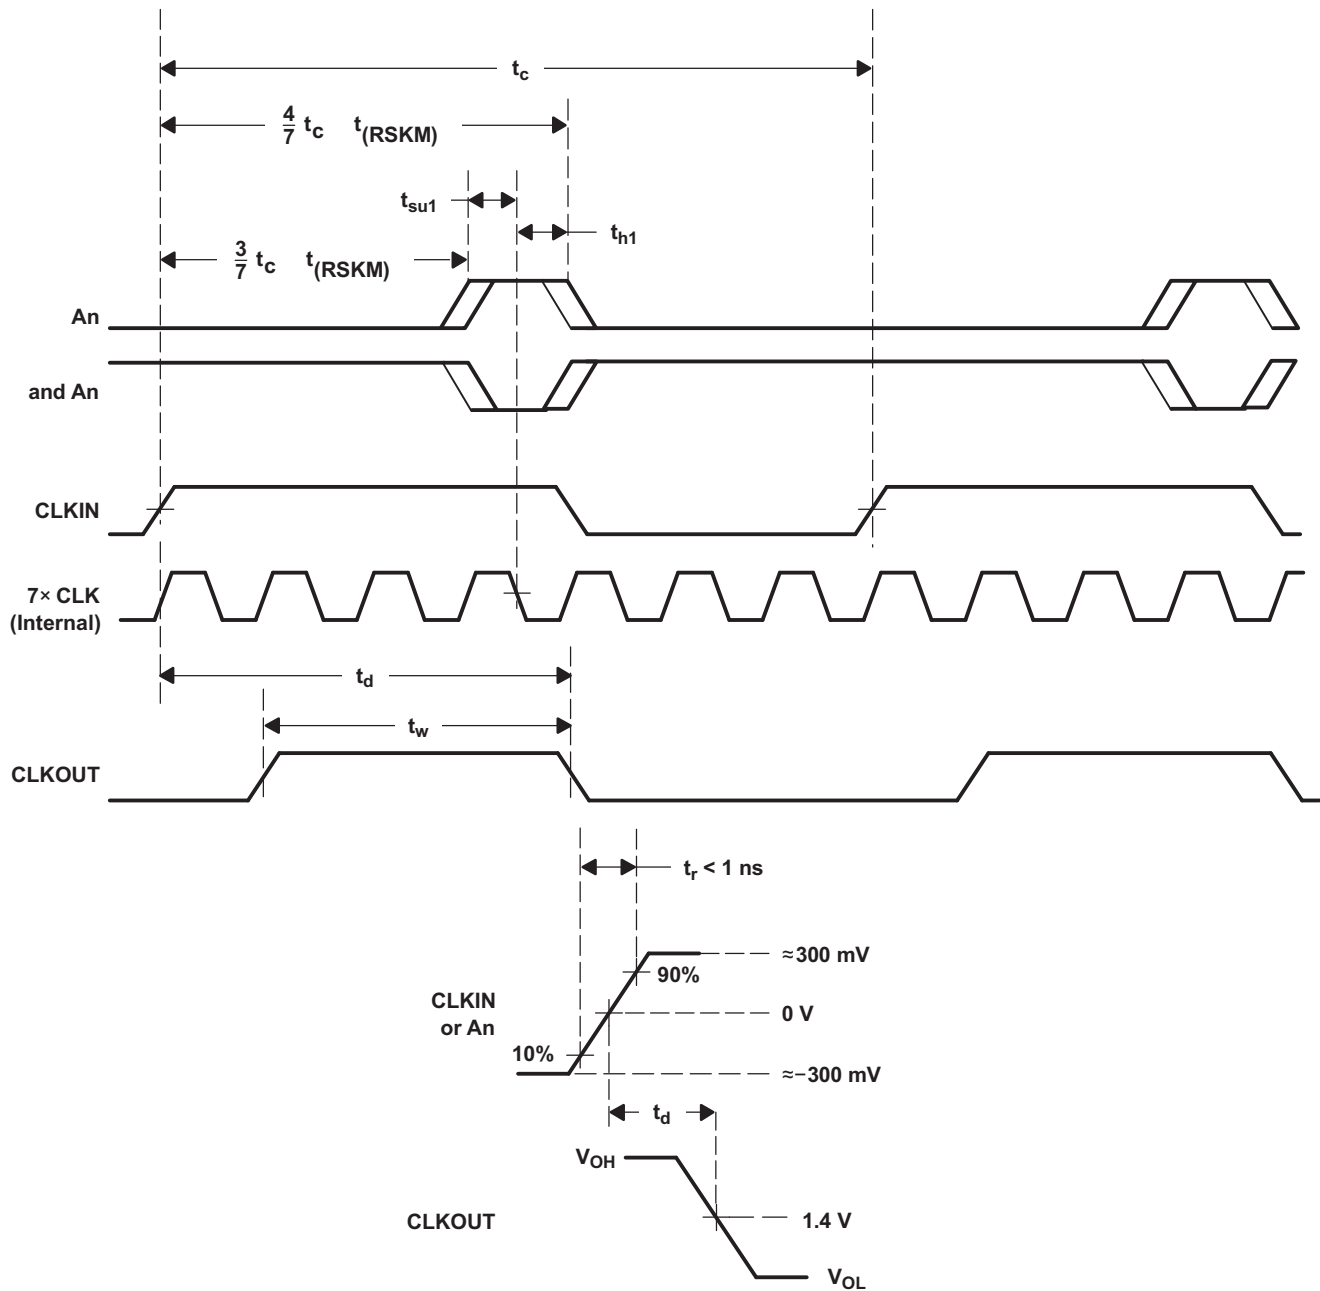 tc
4/7 tc t(RSKM)
tsu1
th1
3/7 tc t(RSKM)
An
and An
CLKIN
7× CLK
(Internal)
td
tw
CLKOUT
tr < 1 ns
≈300 mV
90%
CLKIN
or An
0 V
10%
≈−300 mV
td
VOH
CLKOUT
1.4 V
VOL